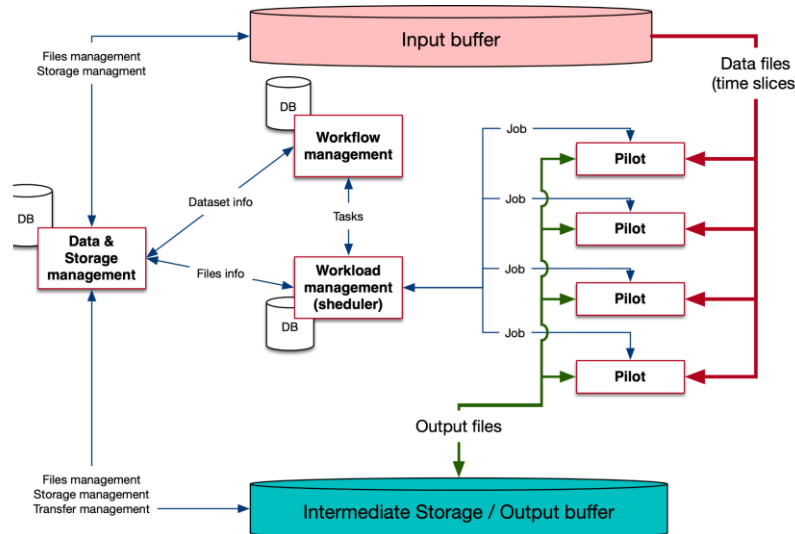 Input buffer
Files management
Storage managment
Data files
(time slices
DB
Workflow
management
Job
Pilot
Dataset info
Tasks
DB
Data &
Storage
management
Job
Pilot
Files info
Workload
management
(sheduler)
DB
Job
Pilot
Job
Pilot
Output files
Files management
Storage management
Transfer management
Intermediate Storage / Output buffer